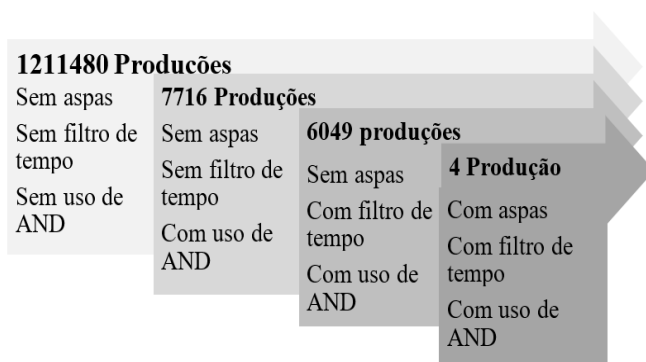 1211480 Producões
Sem aspas
Sem filtro de
tempo
Sem uso de
AND
7716 Produções
Sem aspas
Sem filtro de
tempo
Com uso de
AND
6049 produções
Sem aspas
Com filtro de
tempo
Com uso de
AND
4 Produção
Com aspas
Com filtro de
tempo
Com uso de
AND